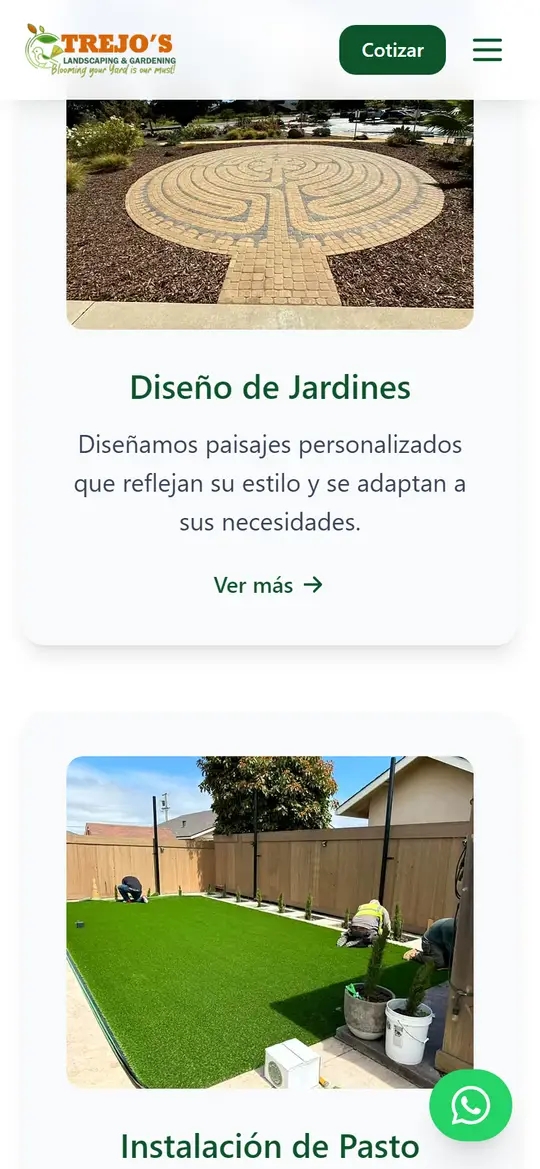 TREJO'S
LANDSCAPING & GARDENING
Blooming your Yard is our must!
Cotizar
Diseño de Jardines
Diseñamos paisajes personalizados
que reflejan su estilo y se adaptan a
sus necesidades.
Ver más →
Instalación de Pasto